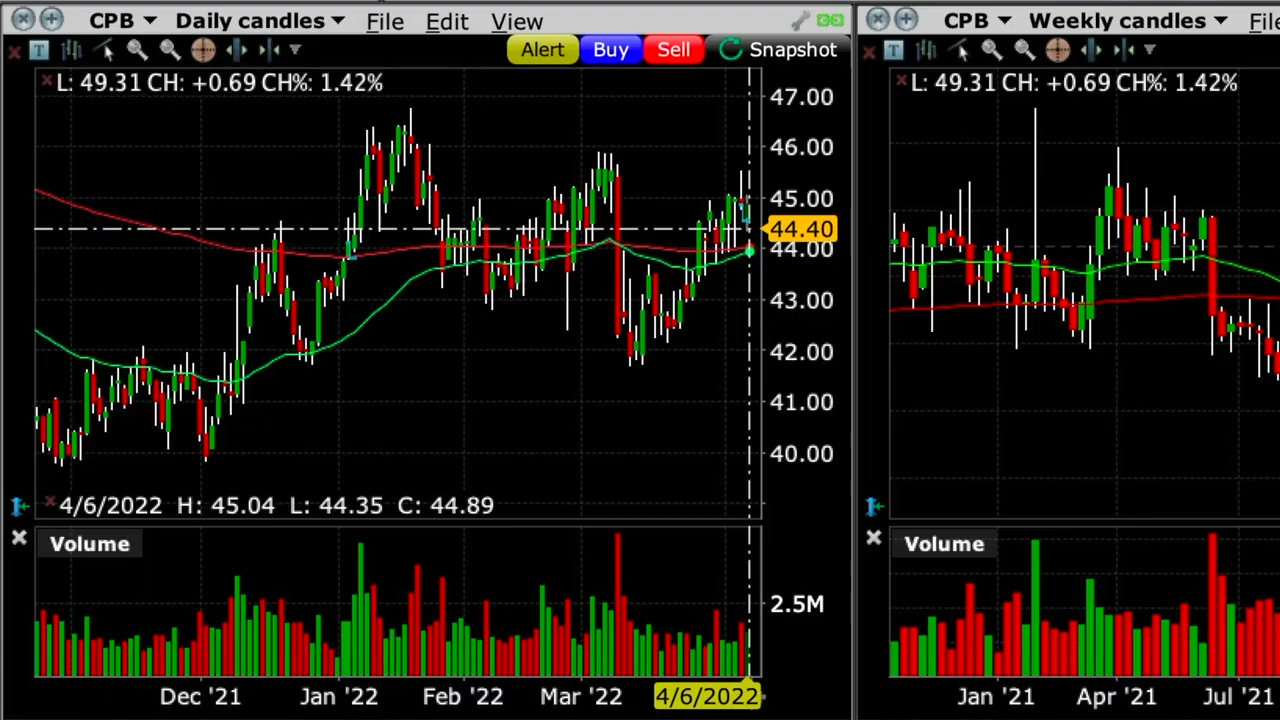 CPB Daily candles File Edit View
T Alert Buy Sell Snapshot
L: 49.31 CH: +0.69 CH%: 1.42%
47.00
46.00
45.00
44.40
44.00
43.00
42.00
41.00
40.00
4/6/2022 H: 45.04 L: 44.35 C: 44.89
Volume
2.5M
Dec '21 Jan '22 Feb '22 Mar '22 4/6/2022
CPB Weekly candles
T
L: 49.31 CH: +0.69 CH%: 1.42%
Volume
Jan '21 Apr '21 Jul '21